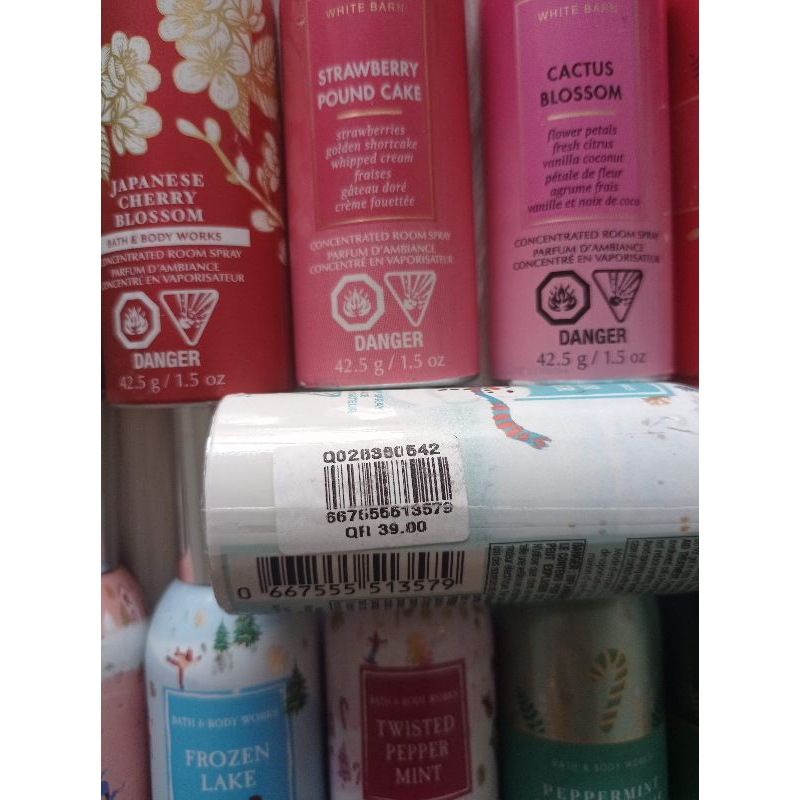 JAPANESE
CHERRY
BLOSSOM
BATH & BODY WORKS
CONCENTRATED ROOM SPRAY
PARFUM D'AMBIANCE
CONCENTRÉ EN VAPORISATEUR
DANGER
42.5 g / 1.5 oz
WHITE BARN
STRAWBERRY
POUND CAKE
strawberries
golden shortcake
whipped cream
fraises
gâteau doré
crème fouettée
CONCENTRATED ROOM SPRAY
PARFUM D'AMBIANCE
CONCENTRÉ EN VAPORISATEUR
DANGER
42.5 g / 1.5 oz
WHITE BARN
CACTUS
BLOSSOM
flower petals
fresh citrus
vanilla coconut
pétale de fleur
agrume frais
vanille et noix de coco
CONCENTRATED ROOM SPRAY
PARFUM D'AMBIANCE
CONCENTRÉ EN VAPORISATEUR
DANGER
42.5 g / 1.5 oz
Q028380542
667555513579
QR 39.00
0 667555 513579
BATH & BODY WORKS
FROZEN
LAKE
BATH & BODY WORKS
TWISTED
PEPPER
MINT
BATH & BODY WORKS
PEPPERMINT